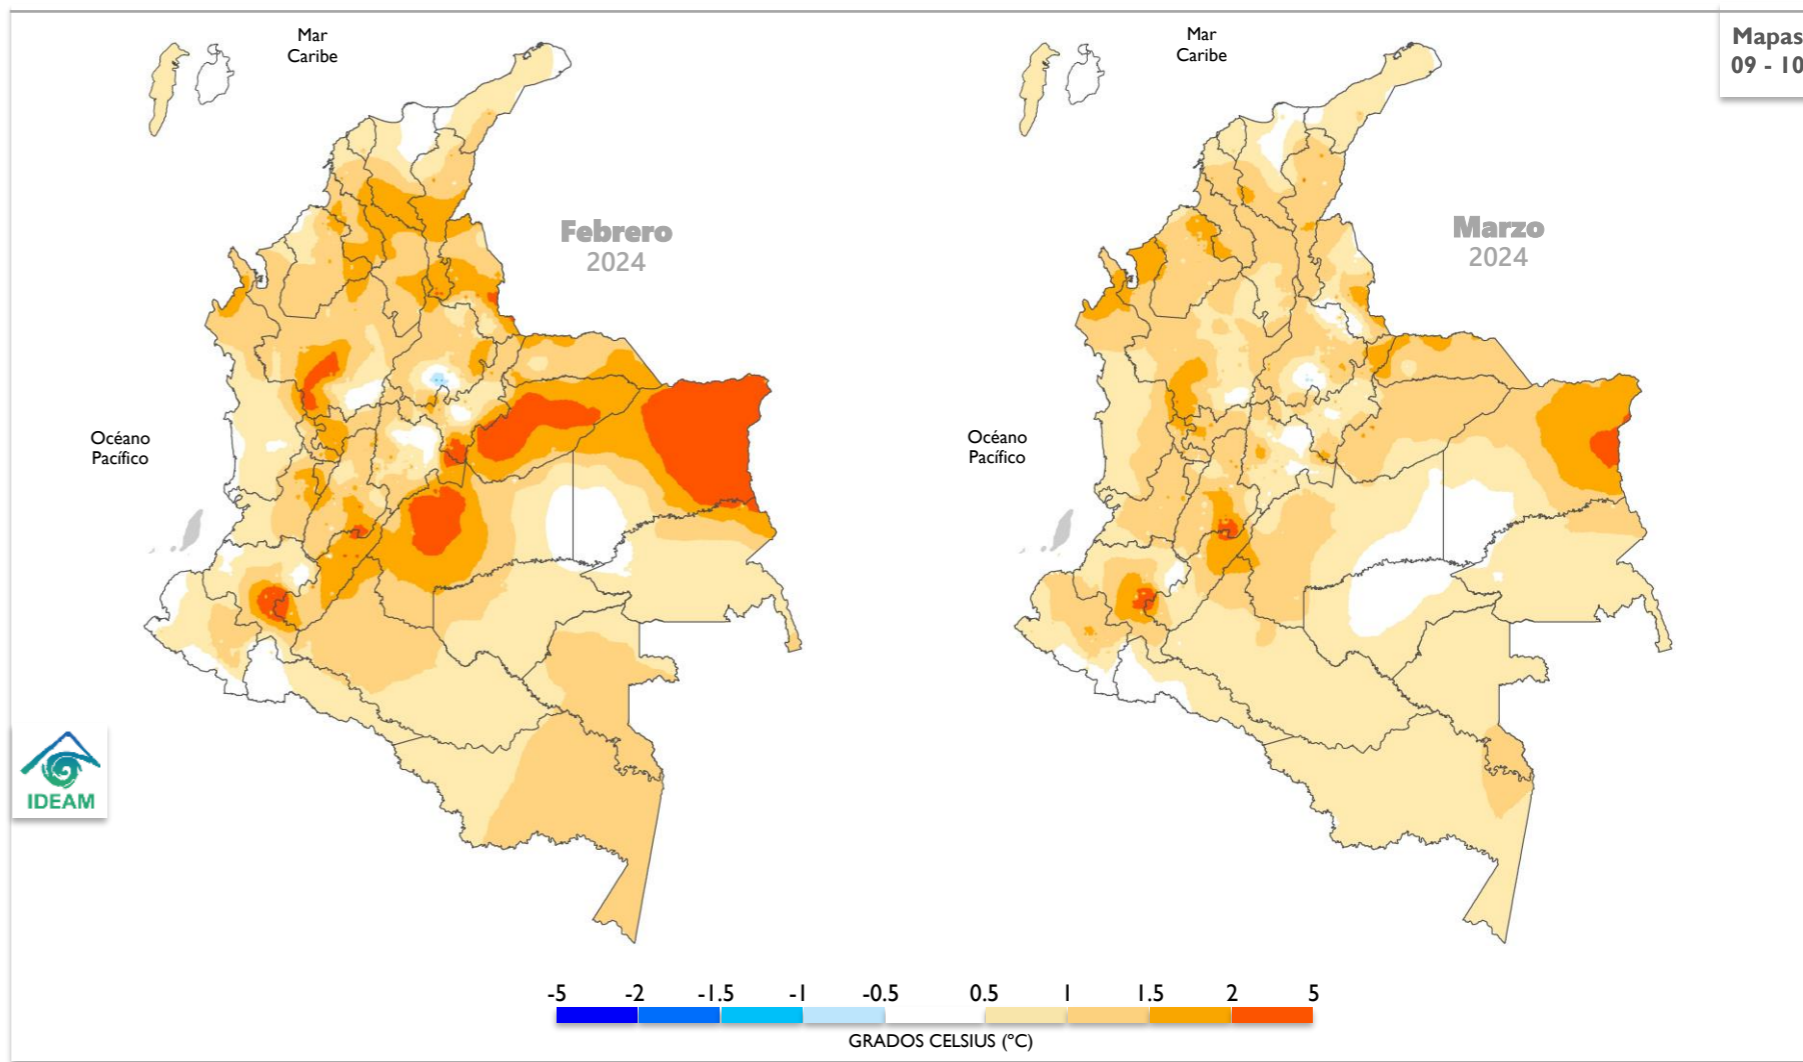 Mar
Caribe
Mar
Caribe
Mapas
09 - 10
Febrero
2024
Marzo
2024
Océano
Pacífico
Océano
Pacífico
IDEAM
-5 -2 -1.5 -1 -0.5 0.5 1 1.5 2 5
GRADOS CELSIUS (°C)